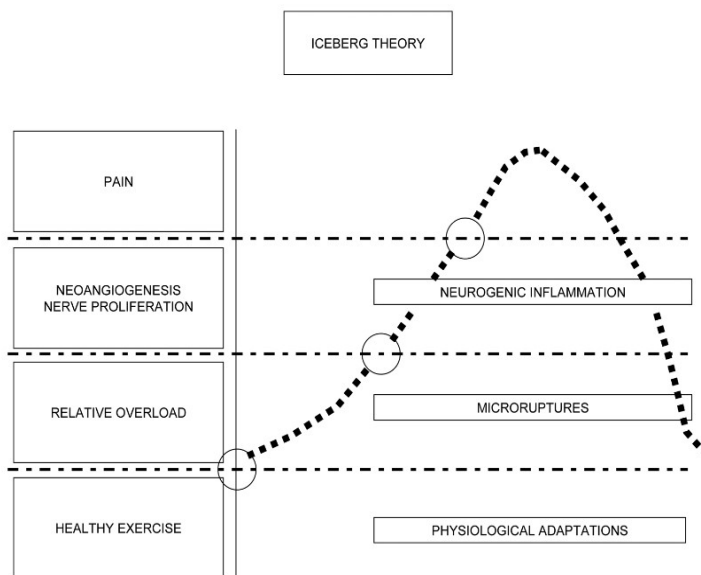 ICEBERG THEORY
PAIN
NEOANGIOGENESIS
NERVE PROLIFERATION
NEUROGENIC INFLAMMATION
RELATIVE OVERLOAD
MICRORUPTURES
HEALTHY EXERCISE
PHYSIOLOGICAL ADAPTATIONS